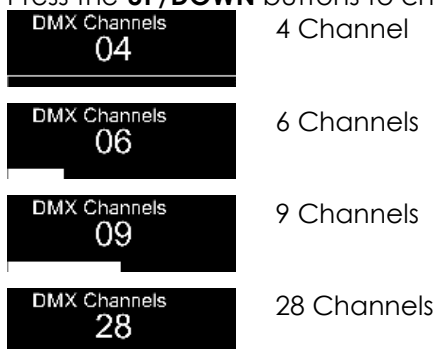 Press the UP/DOWN buttons to
DMX Channels
04
4 Channel
DMX Channels
06
6 Channels
DMX Channels
09
9 Channels
DMX Channels
28
28 Channels